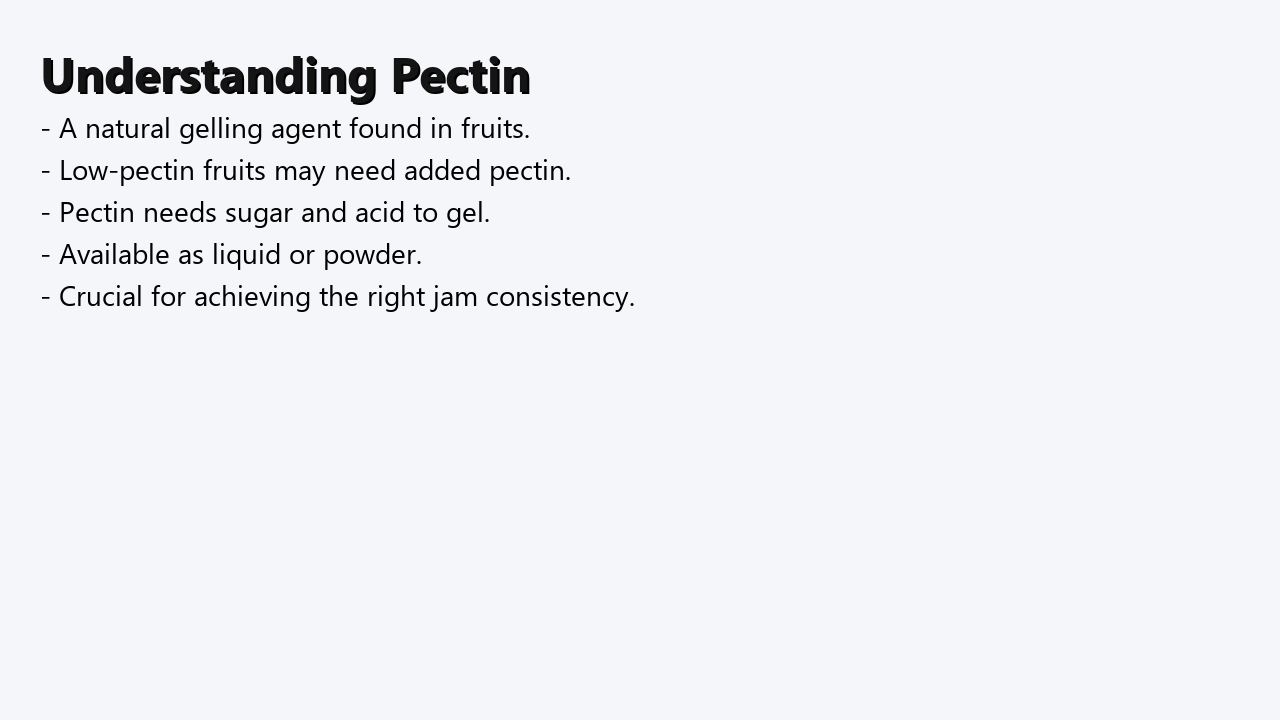 Understanding Pectin
- A natural gelling agent found in fruits.
- Low-pectin fruits may need added pectin.
- Pectin needs sugar and acid to gel.
- Available as liquid or powder.
- Crucial for achieving the right jam consistency.